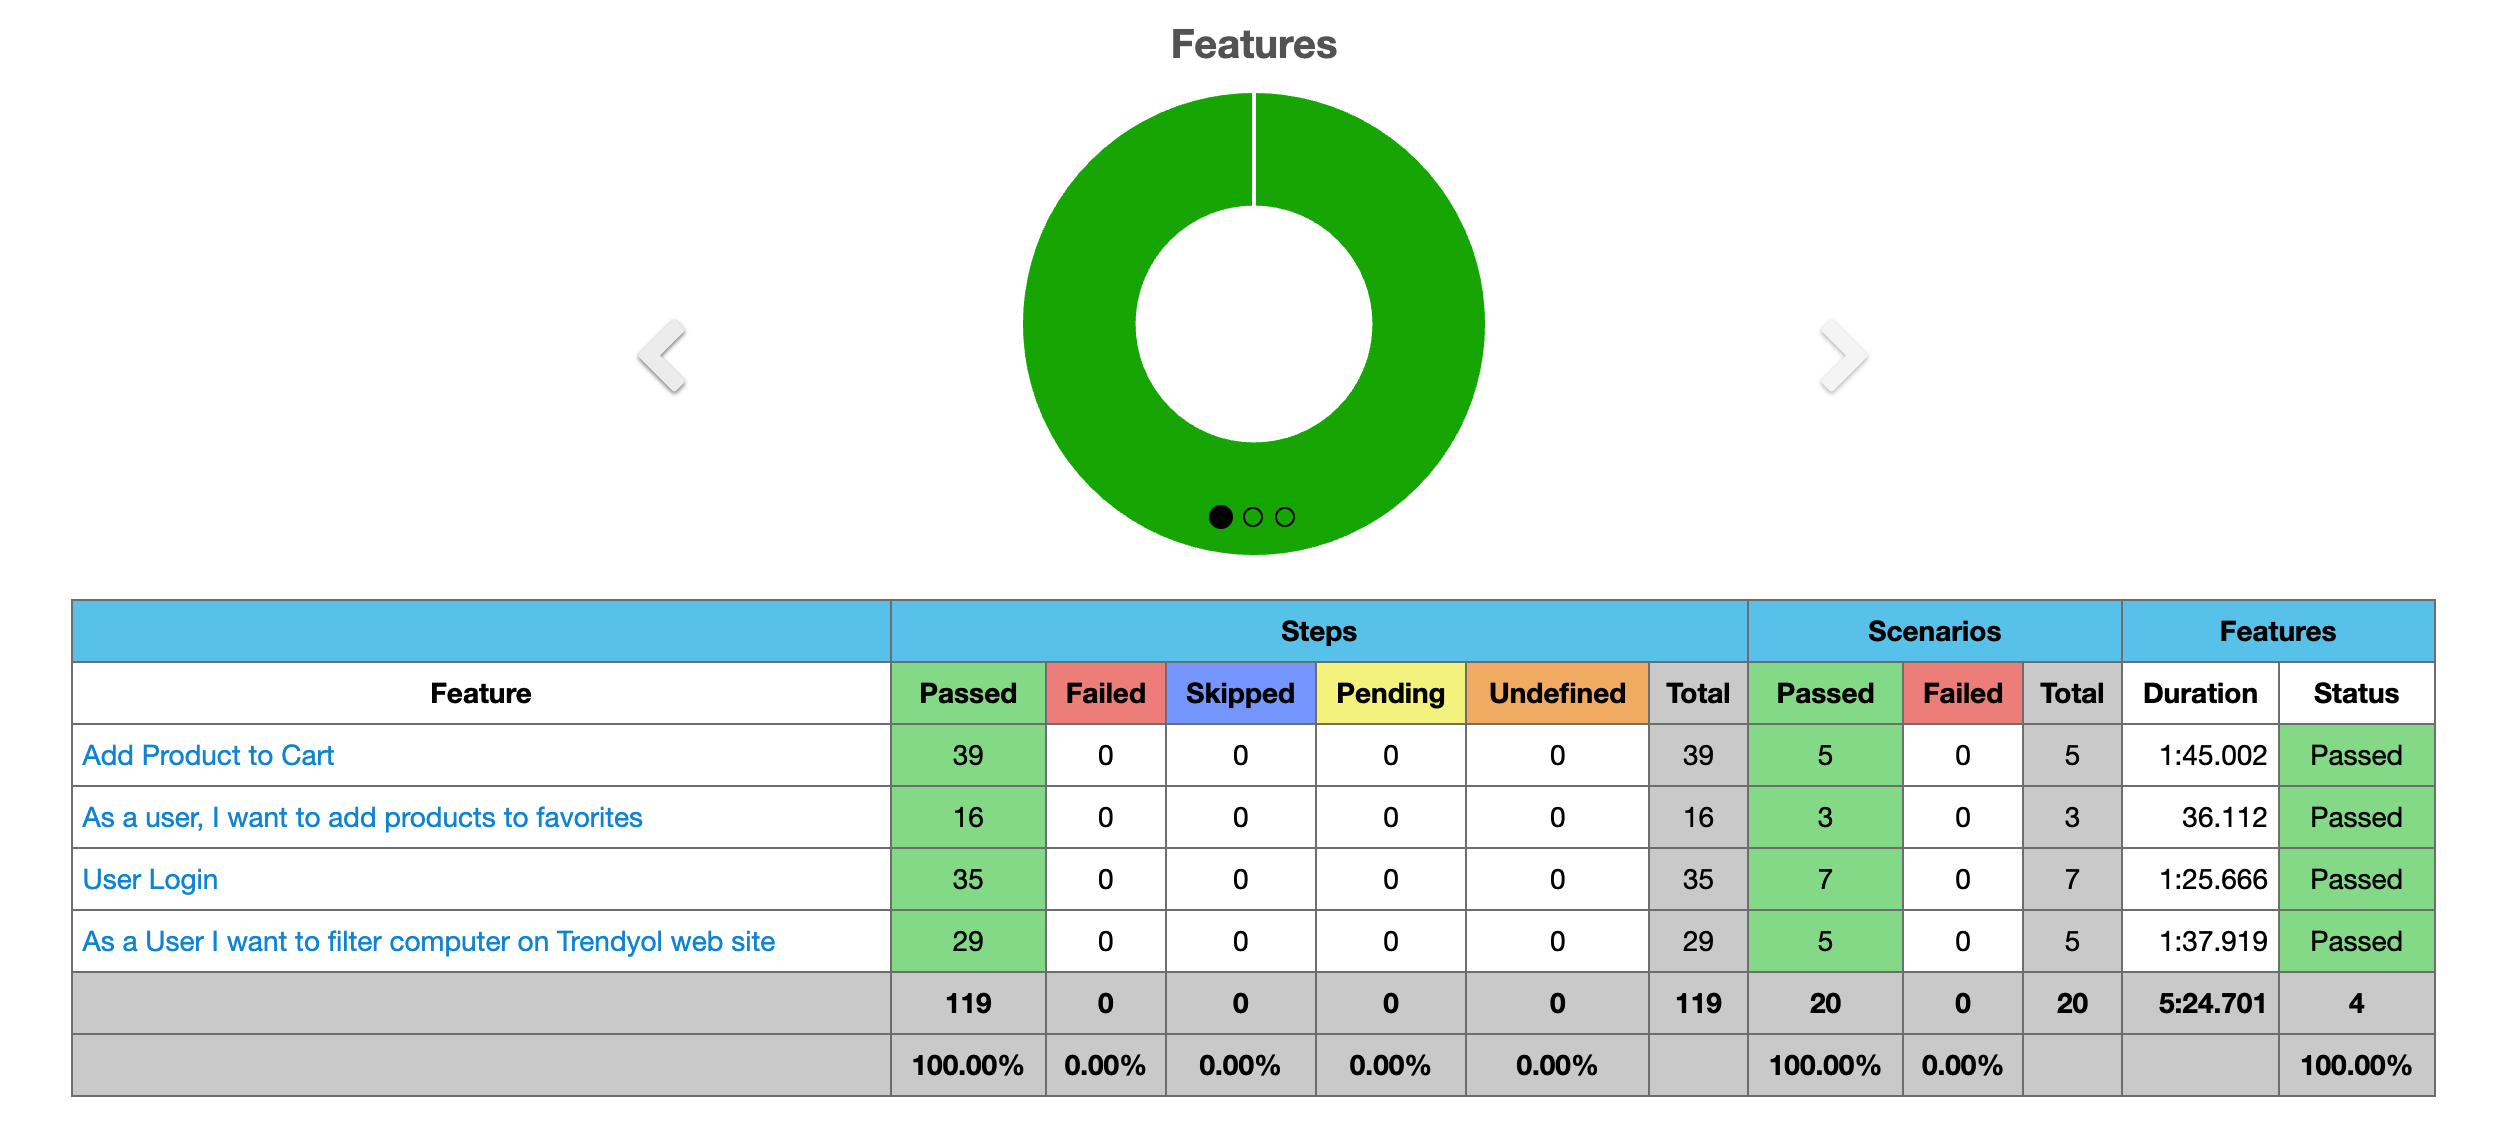 Features
Steps Scenarios Features
Feature Passed Failed Skipped Pending Undefined Total Passed Failed Total Duration Status
Add Product to Cart 39 0 0 0 0 39 5 0 5 1:45.002 Passed
As a user, I want to add products to favorites 16 0 0 0 0 16 3 0 3 36.112 Passed
User Login 35 0 0 0 0 35 7 0 7 1:25.666 Passed
As a User I want to filter computer on Trendyol web site 29 0 0 0 0 29 5 0 5 1:37.919 Passed
119 0 0 0 0 119 20 0 20 5:24.701 4
100.00% 0.00% 0.00% 0.00% 0.00% 100.00% 0.00% 100.00%